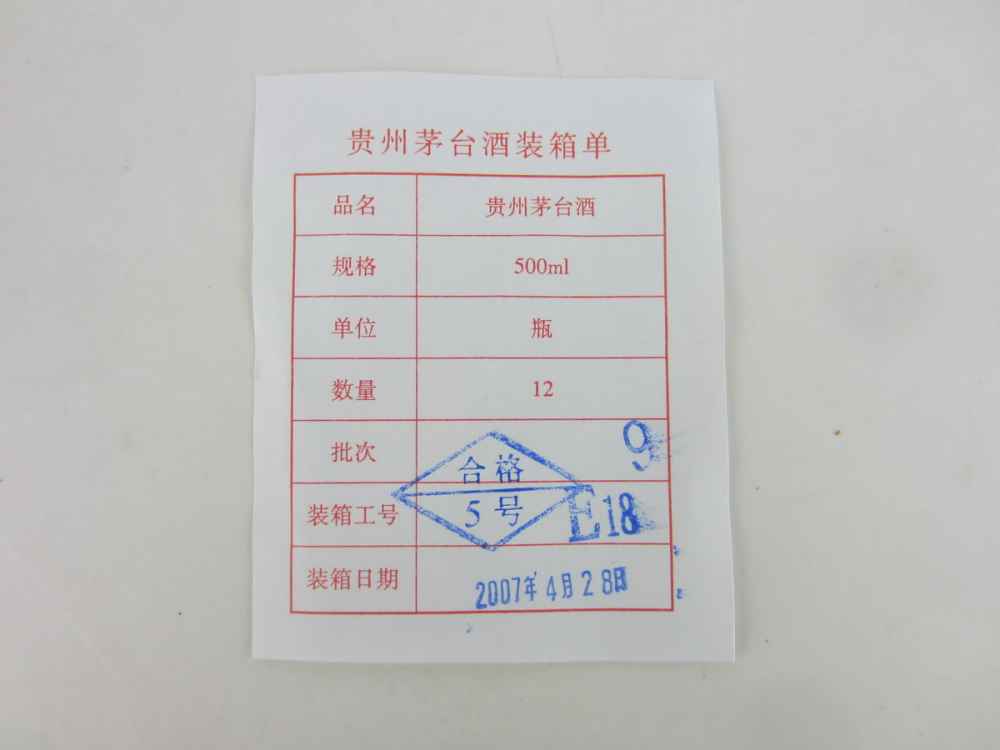 贵州茅台酒装箱单
品名 贵州茅台酒
规格 500ml
单位 瓶
数量 12
批次 9
合格
装箱工号 5号 E18
装箱日期 2007年4月28日